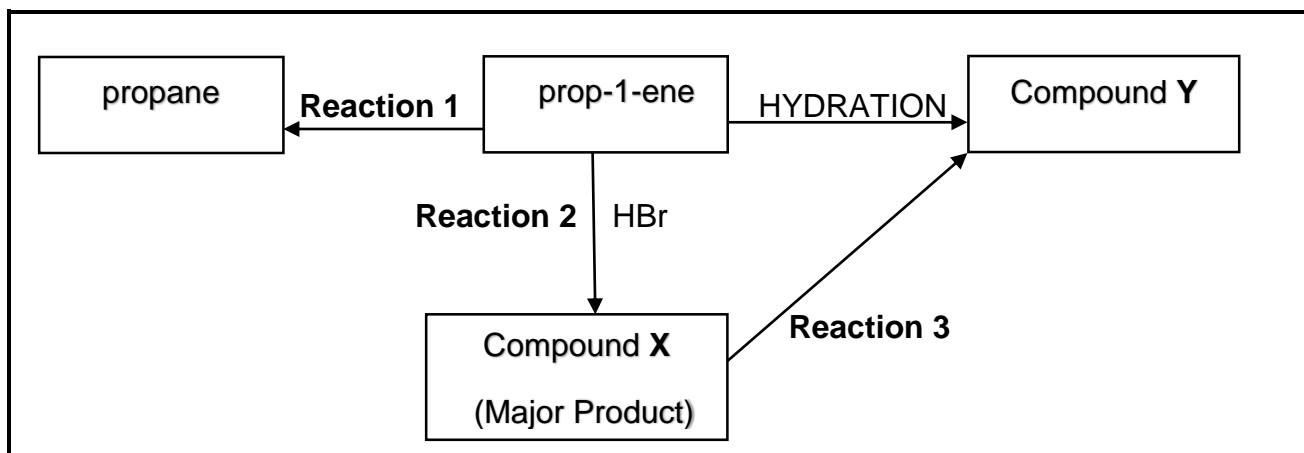 propane
Reaction 1
prop-1-ene
HYDRATION
Compound Y
Reaction 2
HBr
Reaction 3
Compound X
(Major Product)